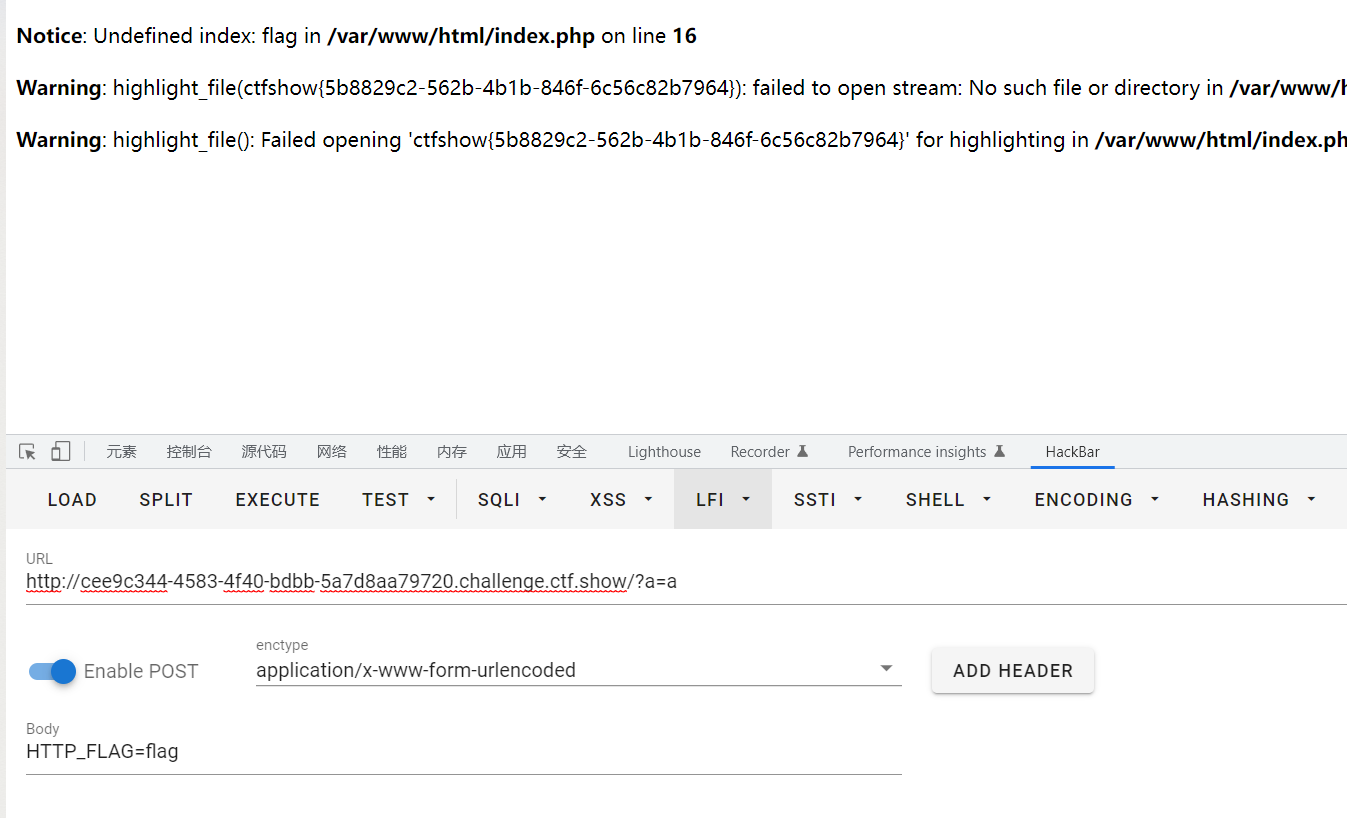 Notice: Undefined index: flag in /var/www/html/index.php on line 16
Warning: highlight_file(ctfshow{5b8829c2-562b-4b1b-846f-6c56c82b7964}): failed to open stream: No such file or directory in /var/www/h
Warning: highlight_file(): Failed opening 'ctfshow{5b8829c2-562b-4b1b-846f-6c56c82b7964}' for highlighting in /var/www/html/index.ph
元素 控制台 源代码 网络 性能 内存 应用 安全 Lighthouse Recorder Performance insights HackBar
LOAD SPLIT EXECUTE TEST SQLI XSS LFI SSTI SHELL ENCODING HASHING
URL
http://cee9c344-4583-4f40-bdbb-5a7d8aa79720.challenge.ctf.show/?a=a
enctype
Enable POST application/x-www-form-urlencoded ADD HEADER
Body
HTTP_FLAG=flag